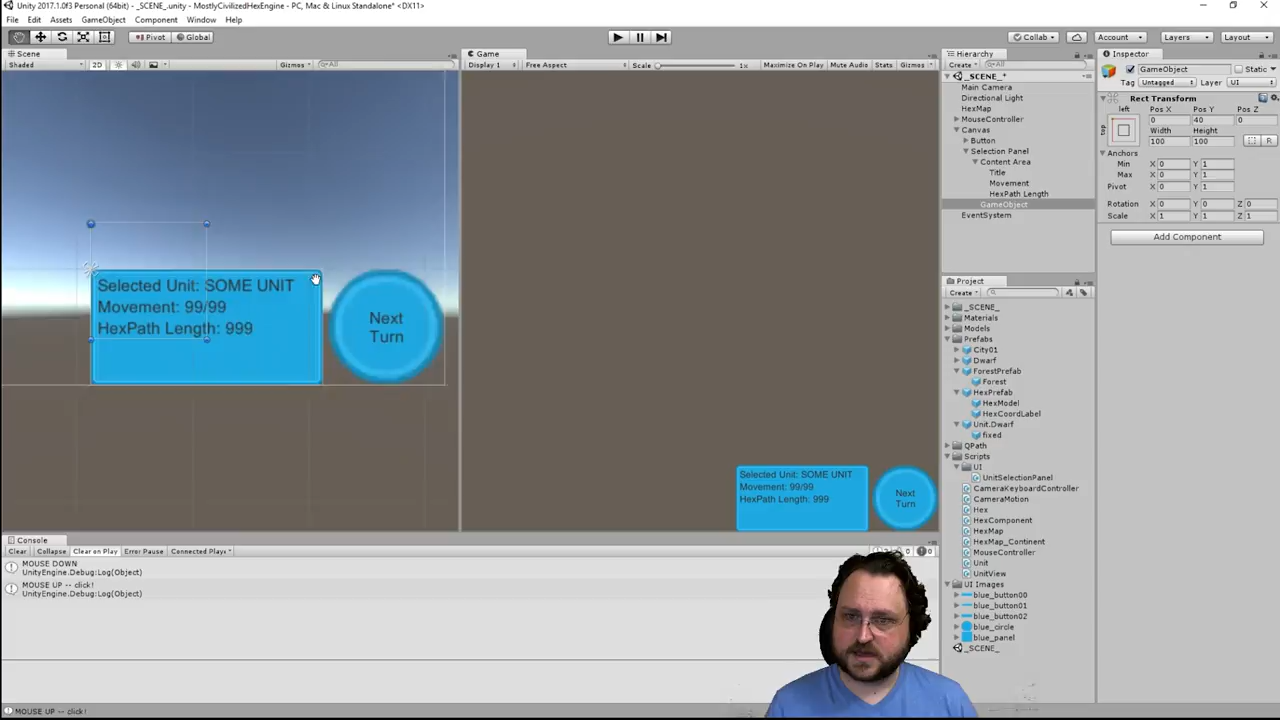 Unity 2017.1.0f3 Personal (64bit) - _SCENE_.unity - MostlyCivilizedHexEngine - PC, Mac & Linux Standalone* <DX11>
File Edit Assets GameObject Component Window Help
Pivot Global
Collab Account Layers Layout
Scene
Game
Hierarchy
Inspector
Shaded 2D Gizmos All
Display 1 Free Aspect Scale 1x Maximize On Play Mute Audio Stats Gizmos
Create All
_SCENE_*
Main Camera
Directional Light
HexMap
MouseController
Canvas
Button
Selection Panel
Content Area
Title
Movement
HexPath Length
GameObject
EventSystem
GameObject Static
Tag Untagged Layer UI
Rect Transform
left Pos X Pos Y Pos Z
top 0 40 0
Width Height
100 100 R
Anchors
Min X 0 Y 1
Max X 0 Y 1
Pivot X 0 Y 1
Rotation X 0 Y 0 Z 0
Scale X 1 Y 1 Z 1
Add Component
Selected Unit: SOME UNIT
Movement: 99/99
HexPath Length: 999
Next
Turn
Selected Unit: SOME UNIT
Movement: 99/99
HexPath Length: 999
Next
Turn
Project
Create
_SCENE_
Materials
Models
Prefabs
City01
Dwarf
ForestPrefab
Forest
HexPrefab
HexModel
HexCoordLabel
Unit.Dwarf
fixed
QPath
Scripts
UI
UnitSelectionPanel
CameraKeyboardController
CameraMotion
Hex
HexComponent
HexMap
HexMap_Continent
MouseController
Unit
UnitView
UI Images
blue_button00
blue_button01
blue_button02
blue_circle
blue_panel
_SCENE_
Console
Clear Collapse Clear on Play Error Pause Connected Player
0 0
MOUSE DOWN
UnityEngine.Debug:Log(Object)
MOUSE UP -- click!
UnityEngine.Debug:Log(Object)
MOUSE UP -- click!